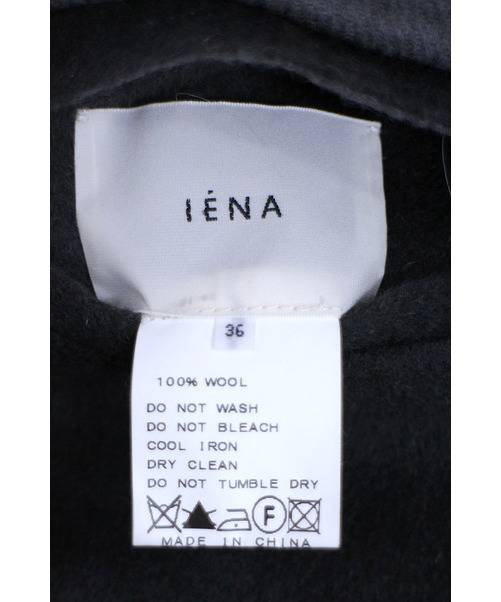 IÉNA
36
100% WOOL
DO NOT WASH
DO NOT BLEACH
COOL IRON
DRY CLEAN
DO NOT TUMBLE DRY
F
MADE IN CHINA